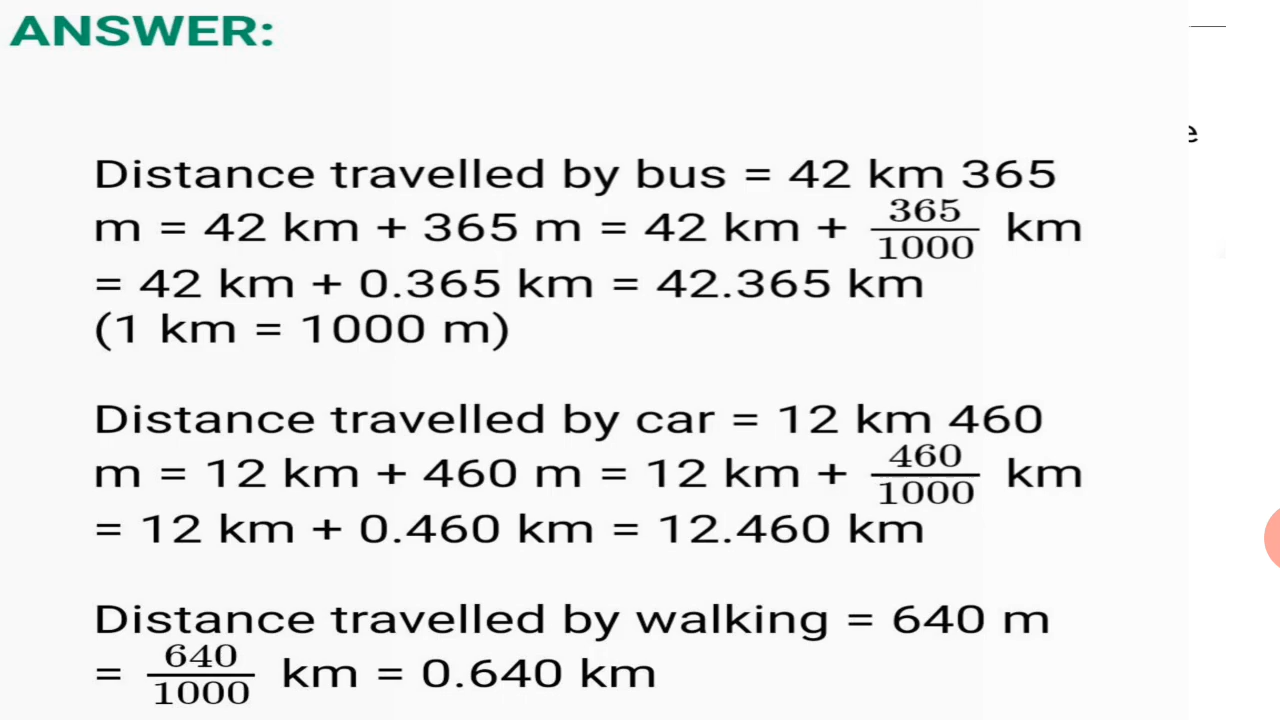 ANSWER:
e
Distance travelled by bus = 42 km 365
m = 42 km + 365 m = 42 km + 365/1000 km
= 42 km + 0.365 km = 42.365 km
(1 km = 1000 m)
Distance travelled by car = 12 km 460
m = 12 km + 460 m = 12 km + 460/1000 km
= 12 km + 0.460 km = 12.460 km
Distance travelled by walking = 640 m
= 640/1000 km = 0.640 km